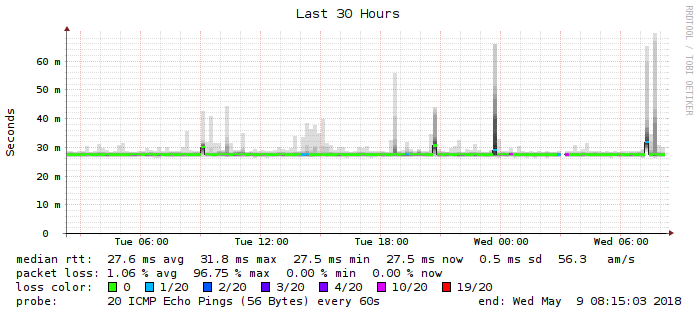 Last 30 Hours
RRDTOOL / TOBI OETIKER
Seconds
60 m
50 m
40 m
30 m
20 m
10 m
0
Tue 06:00 Tue 12:00 Tue 18:00 Wed 00:00 Wed 06:00
median rtt: 27.6 ms avg 31.8 ms max 27.5 ms min 27.5 ms now 0.5 ms sd 56.3 am/s
packet loss: 1.06 % avg 96.75 % max 0.00 % min 0.00 % now
loss color: 0 1/20 2/20 3/20 4/20 10/20 19/20
probe: 20 ICMP Echo Pings (56 Bytes) every 60s end: Wed May 9 08:15:03 2018